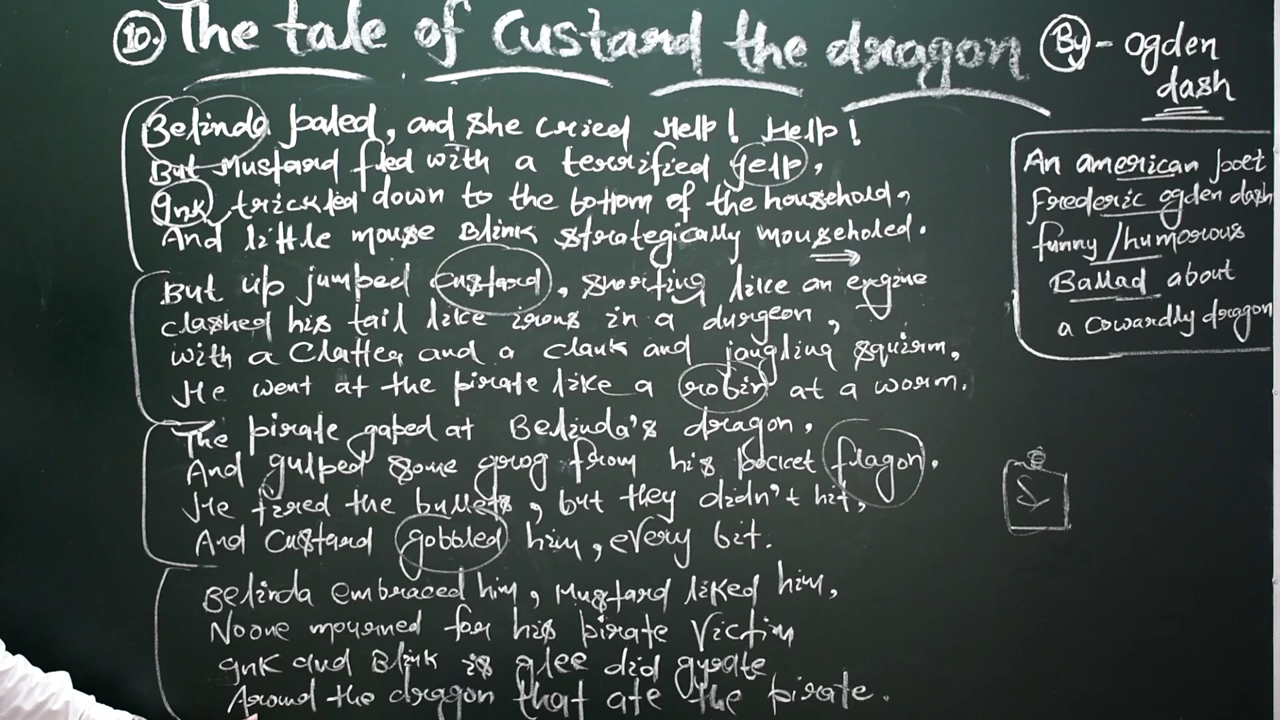 10. The tale of Custard the dragon By - Ogden
dash
Belinda paled, and she cried Help! Help!
But Mustard fled with a terrified yelp,
Ink trickled down to the bottom of the household,
And little mouse Blink strategically mouseholed.
But up jumped Custard, snorting like an engine
clashed his tail like irons in a dungeon,
with a Clatter and a clank and jangling squirm,
He went at the pirate like a robin at a worm.
The pirate gaped at Belinda's dragon,
And gulped some grog from his pocket flagon.
He fired the bullets, but they didn't hit,
And Custard gobbled him, every bit.
Belinda embraced him, Mustard liked him,
No one mourned for his pirate Victim
Ink and Blink is glee did gyrate
Around the dragon that ate the pirate.
An american poet
Frederic ogden dash
funny / humorous
Ballad about
a Cowardly dragon